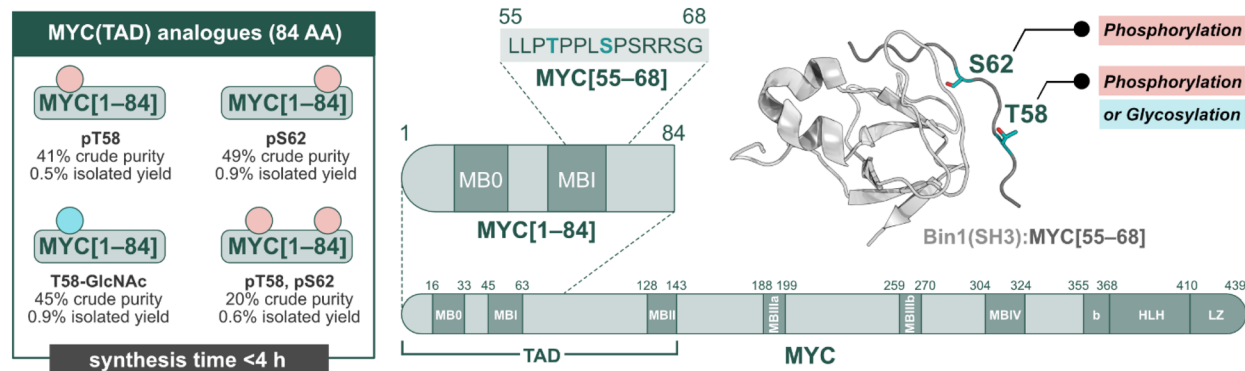 MYC(TAD) analogues (84 AA)
MYC[1–84]
pT58
41% crude purity
0.5% isolated yield
MYC[1–84]
pS62
49% crude purity
0.9% isolated yield
MYC[1–84]
T58-GlcNAc
45% crude purity
0.9% isolated yield
MYC[1–84]
pT58, pS62
20% crude purity
0.6% isolated yield
synthesis time <4 h
55 68
LLPTPPLSPSRRSG
MYC[55–68]
1 84
MB0 MBI
MYC[1–84]
S62
Phosphorylation
T58
Phosphorylation
or Glycosylation
Bin1(SH3):MYC[55–68]
16 33 45 63 128 143 188 199 259 270 304 324 355 368 410 439
MB0 MBI MBII MBIIIa MBIIIb MBIV b HLH LZ
TAD
MYC